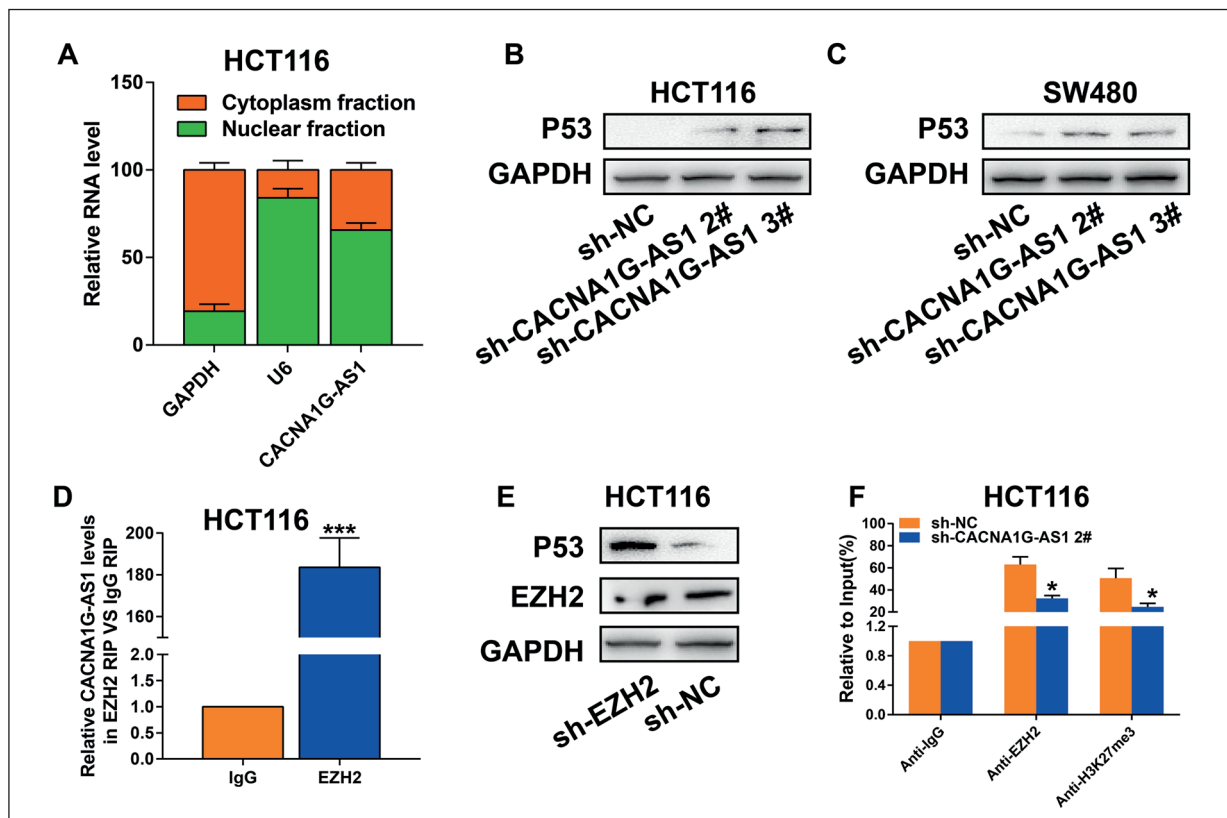 A
HCT116
Relative RNA level
150
100
50
0
Cytoplasm fraction
Nuclear fraction
GAPDH
U6
CACNA1G-AS1
B
HCT116
P53
GAPDH
sh-NC
sh-CACNA1G-AS1 2#
sh-CACNA1G-AS1 3#
C
SW480
P53
GAPDH
sh-NC
sh-CACNA1G-AS1 2#
sh-CACNA1G-AS1 3#
D
HCT116
Relative CACNA1G-AS1 levels
in EZH2 RIP VS IgG RIP
200
180
160
140
2.0
1.5
1.0
0.5
0.0
***
IgG
EZH2
E
HCT116
P53
EZH2
GAPDH
sh-EZH2
sh-NC
F
HCT116
sh-NC
sh-CACNA1G-AS1 2#
Relative to Input(%)
100
80
60
40
20
1.2
0.8
0.4
0.0
*
*
Anti-IgG
Anti-EZH2
Anti-H3K27me3